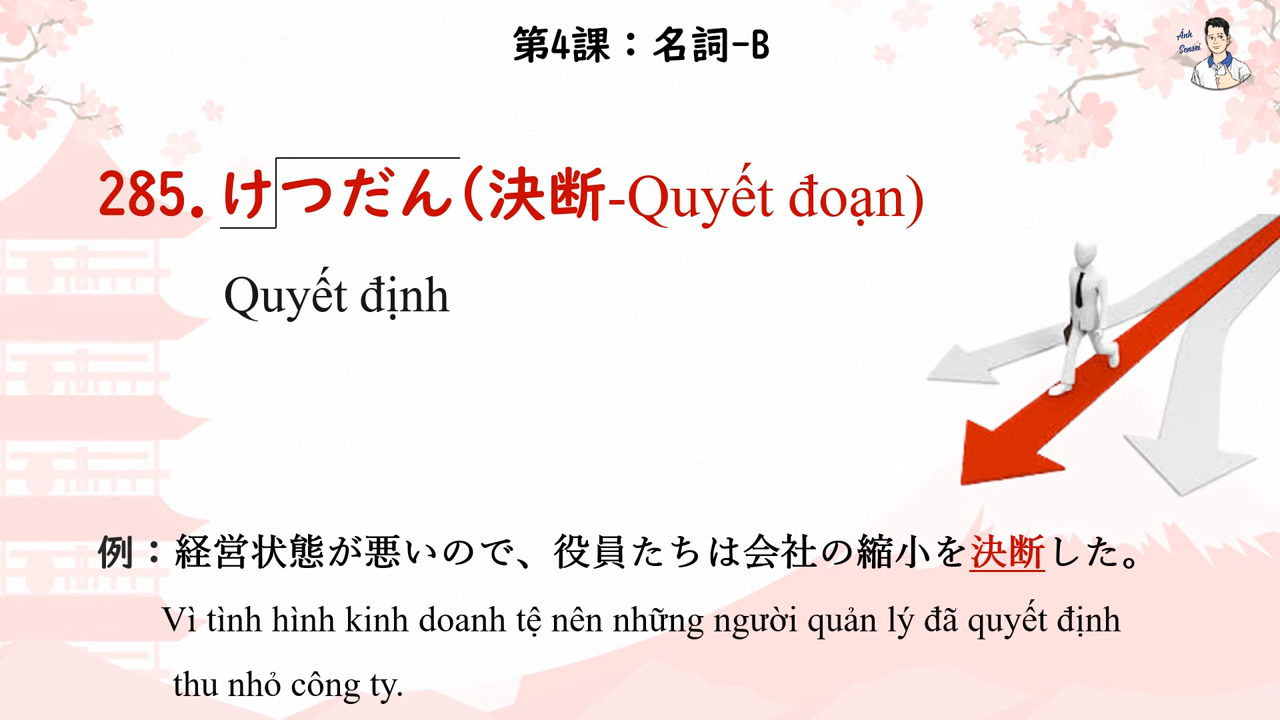 第4課：名詞-B
Anh
Sensei
285. けつだん(決断-Quyết đoạn)
Quyết định
例：経営状態が悪いので、役員たちは会社の縮小を決断した。
Vì tình hình kinh doanh tệ nên những người quản lý đã quyết định
thu nhỏ công ty.